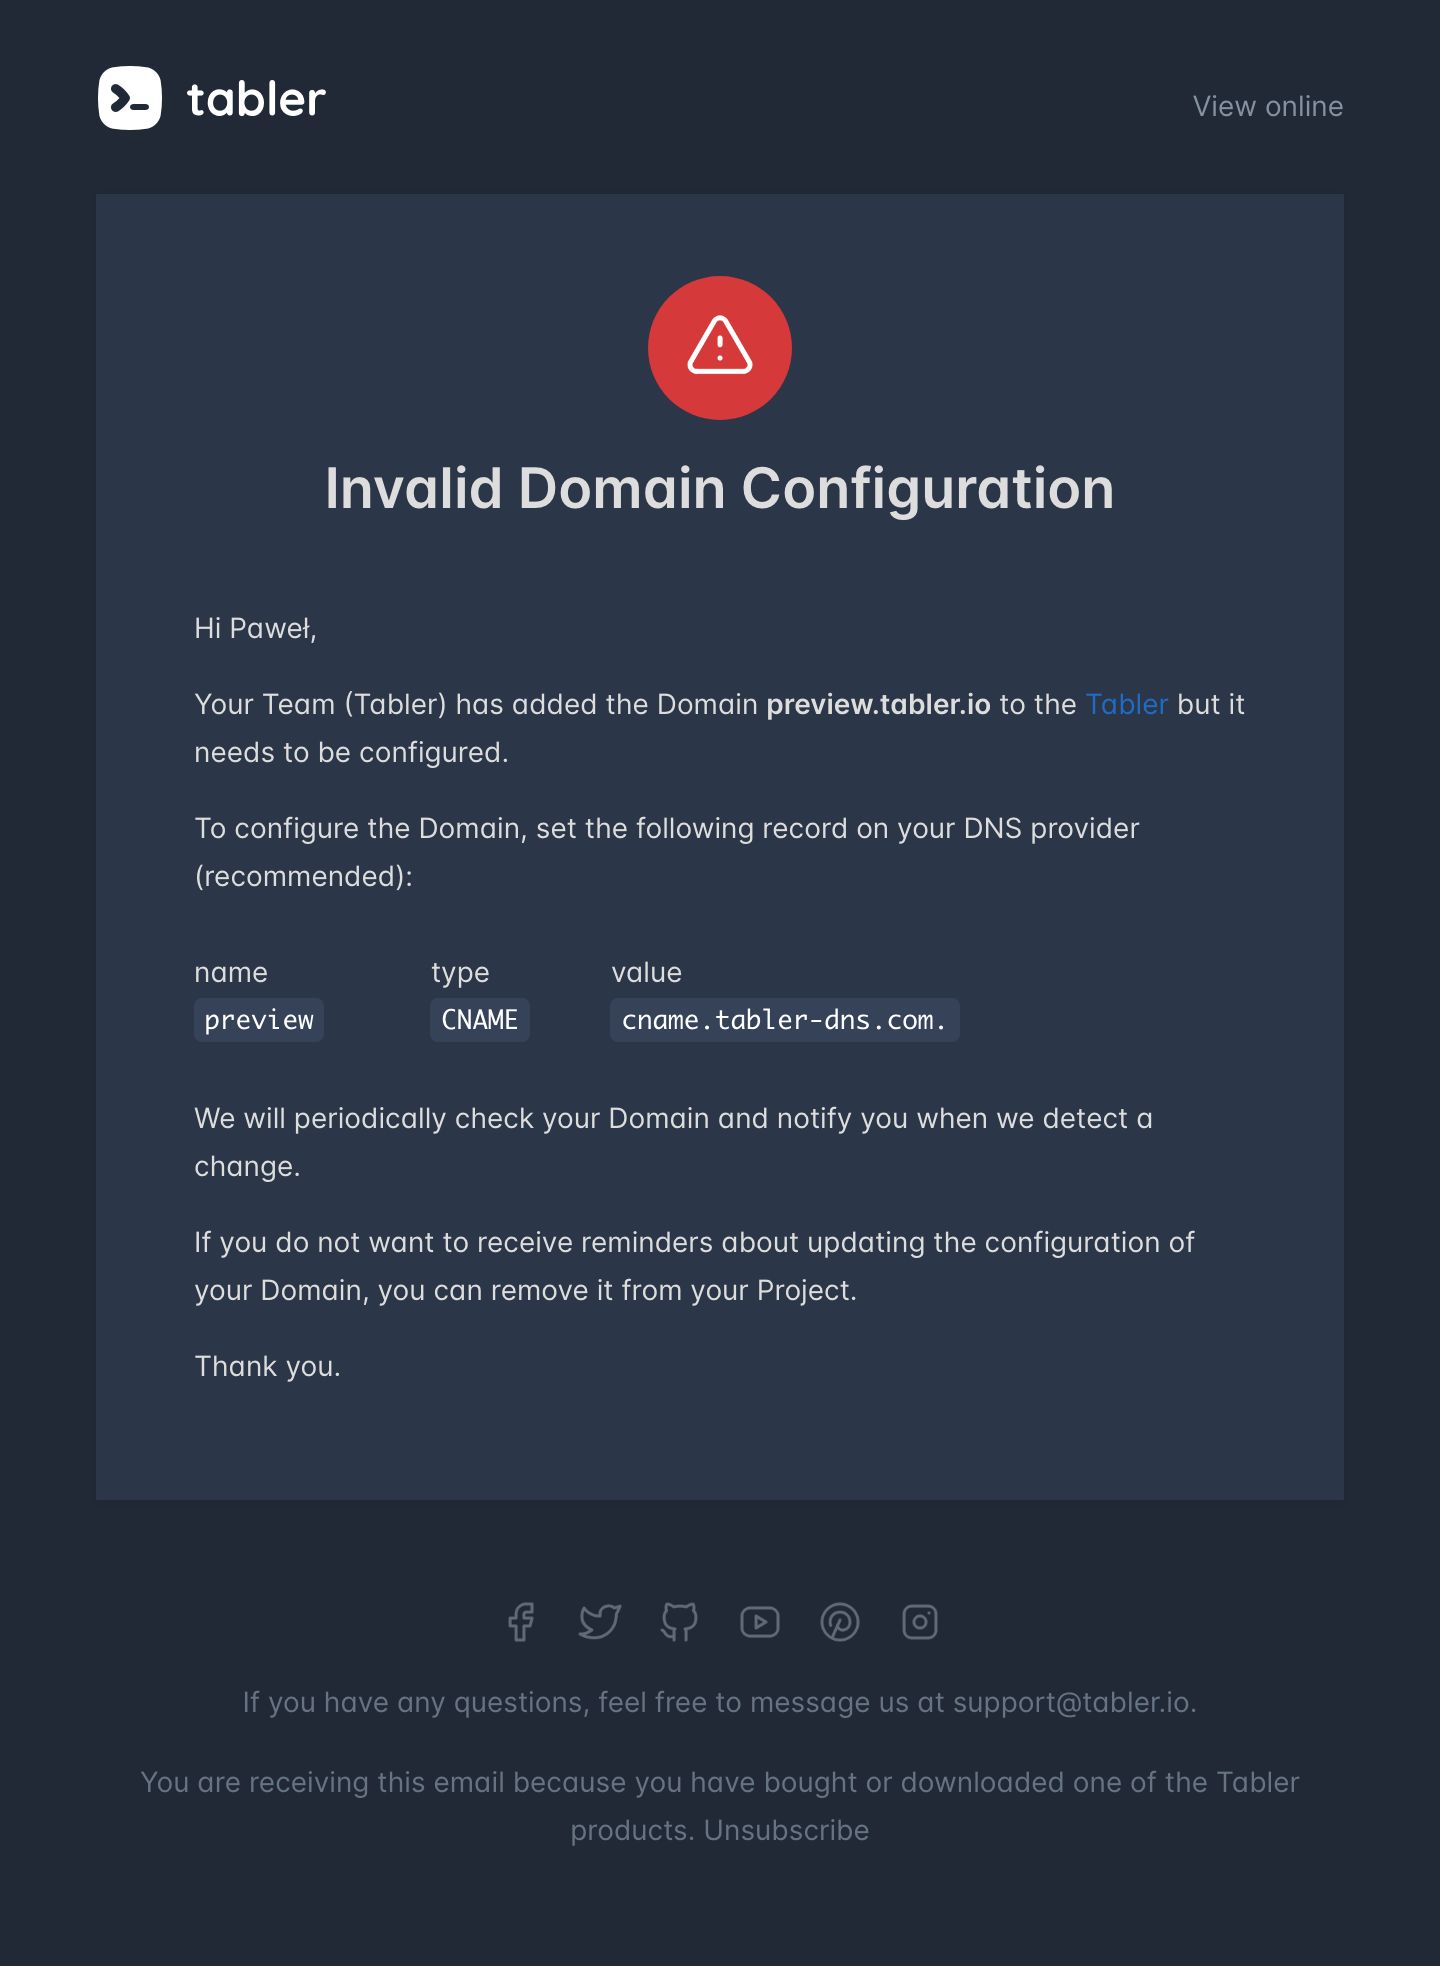 tabler
View online
Invalid Domain Configuration
Hi Paweł,
Your Team (Tabler) has added the Domain preview.tabler.io to the Tabler but it
needs to be configured.
To configure the Domain, set the following record on your DNS provider
(recommended):
name type value
preview CNAME cname.tabler-dns.com.
We will periodically check your Domain and notify you when we detect a
change.
If you do not want to receive reminders about updating the configuration of
your Domain, you can remove it from your Project.
Thank you.
If you have any questions, feel free to message us at support@tabler.io.
You are receiving this email because you have bought or downloaded one of the Tabler
products. Unsubscribe